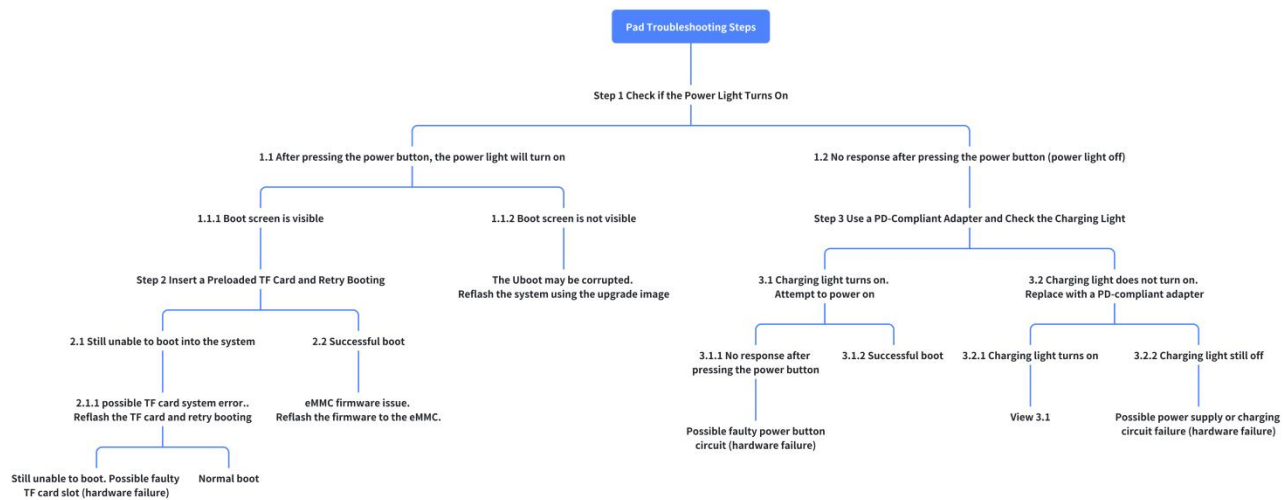 Pad Troubleshooting Steps
Step 1 Check if the Power Light Turns On
1.1 After pressing the power button, the power light will turn on
1.2 No response after pressing the power button (power light off)
1.1.1 Boot screen is visible
1.1.2 Boot screen is not visible
Step 3 Use a PD-Compliant Adapter and Check the Charging Light
Step 2 Insert a Preloaded TF Card and Retry Booting
The Uboot may be corrupted.
Reflash the system using the upgrade image
3.1 Charging light turns on.
Attempt to power on
3.2 Charging light does not turn on.
Replace with a PD-compliant adapter
2.1 Still unable to boot into the system
2.2 Successful boot
3.1.1 No response after
pressing the power button
3.1.2 Successful boot
3.2.1 Charging light turns on
3.2.2 Charging light still off
2.1.1 possible TF card system error..
Reflash the TF card and retry booting
eMMC firmware issue.
Reflash the firmware to the eMMC.
Possible faulty power button
circuit (hardware failure)
View 3.1
Possible power supply or charging
circuit failure (hardware failure)
Still unable to boot. Possible faulty
TF card slot (hardware failure)
Normal boot